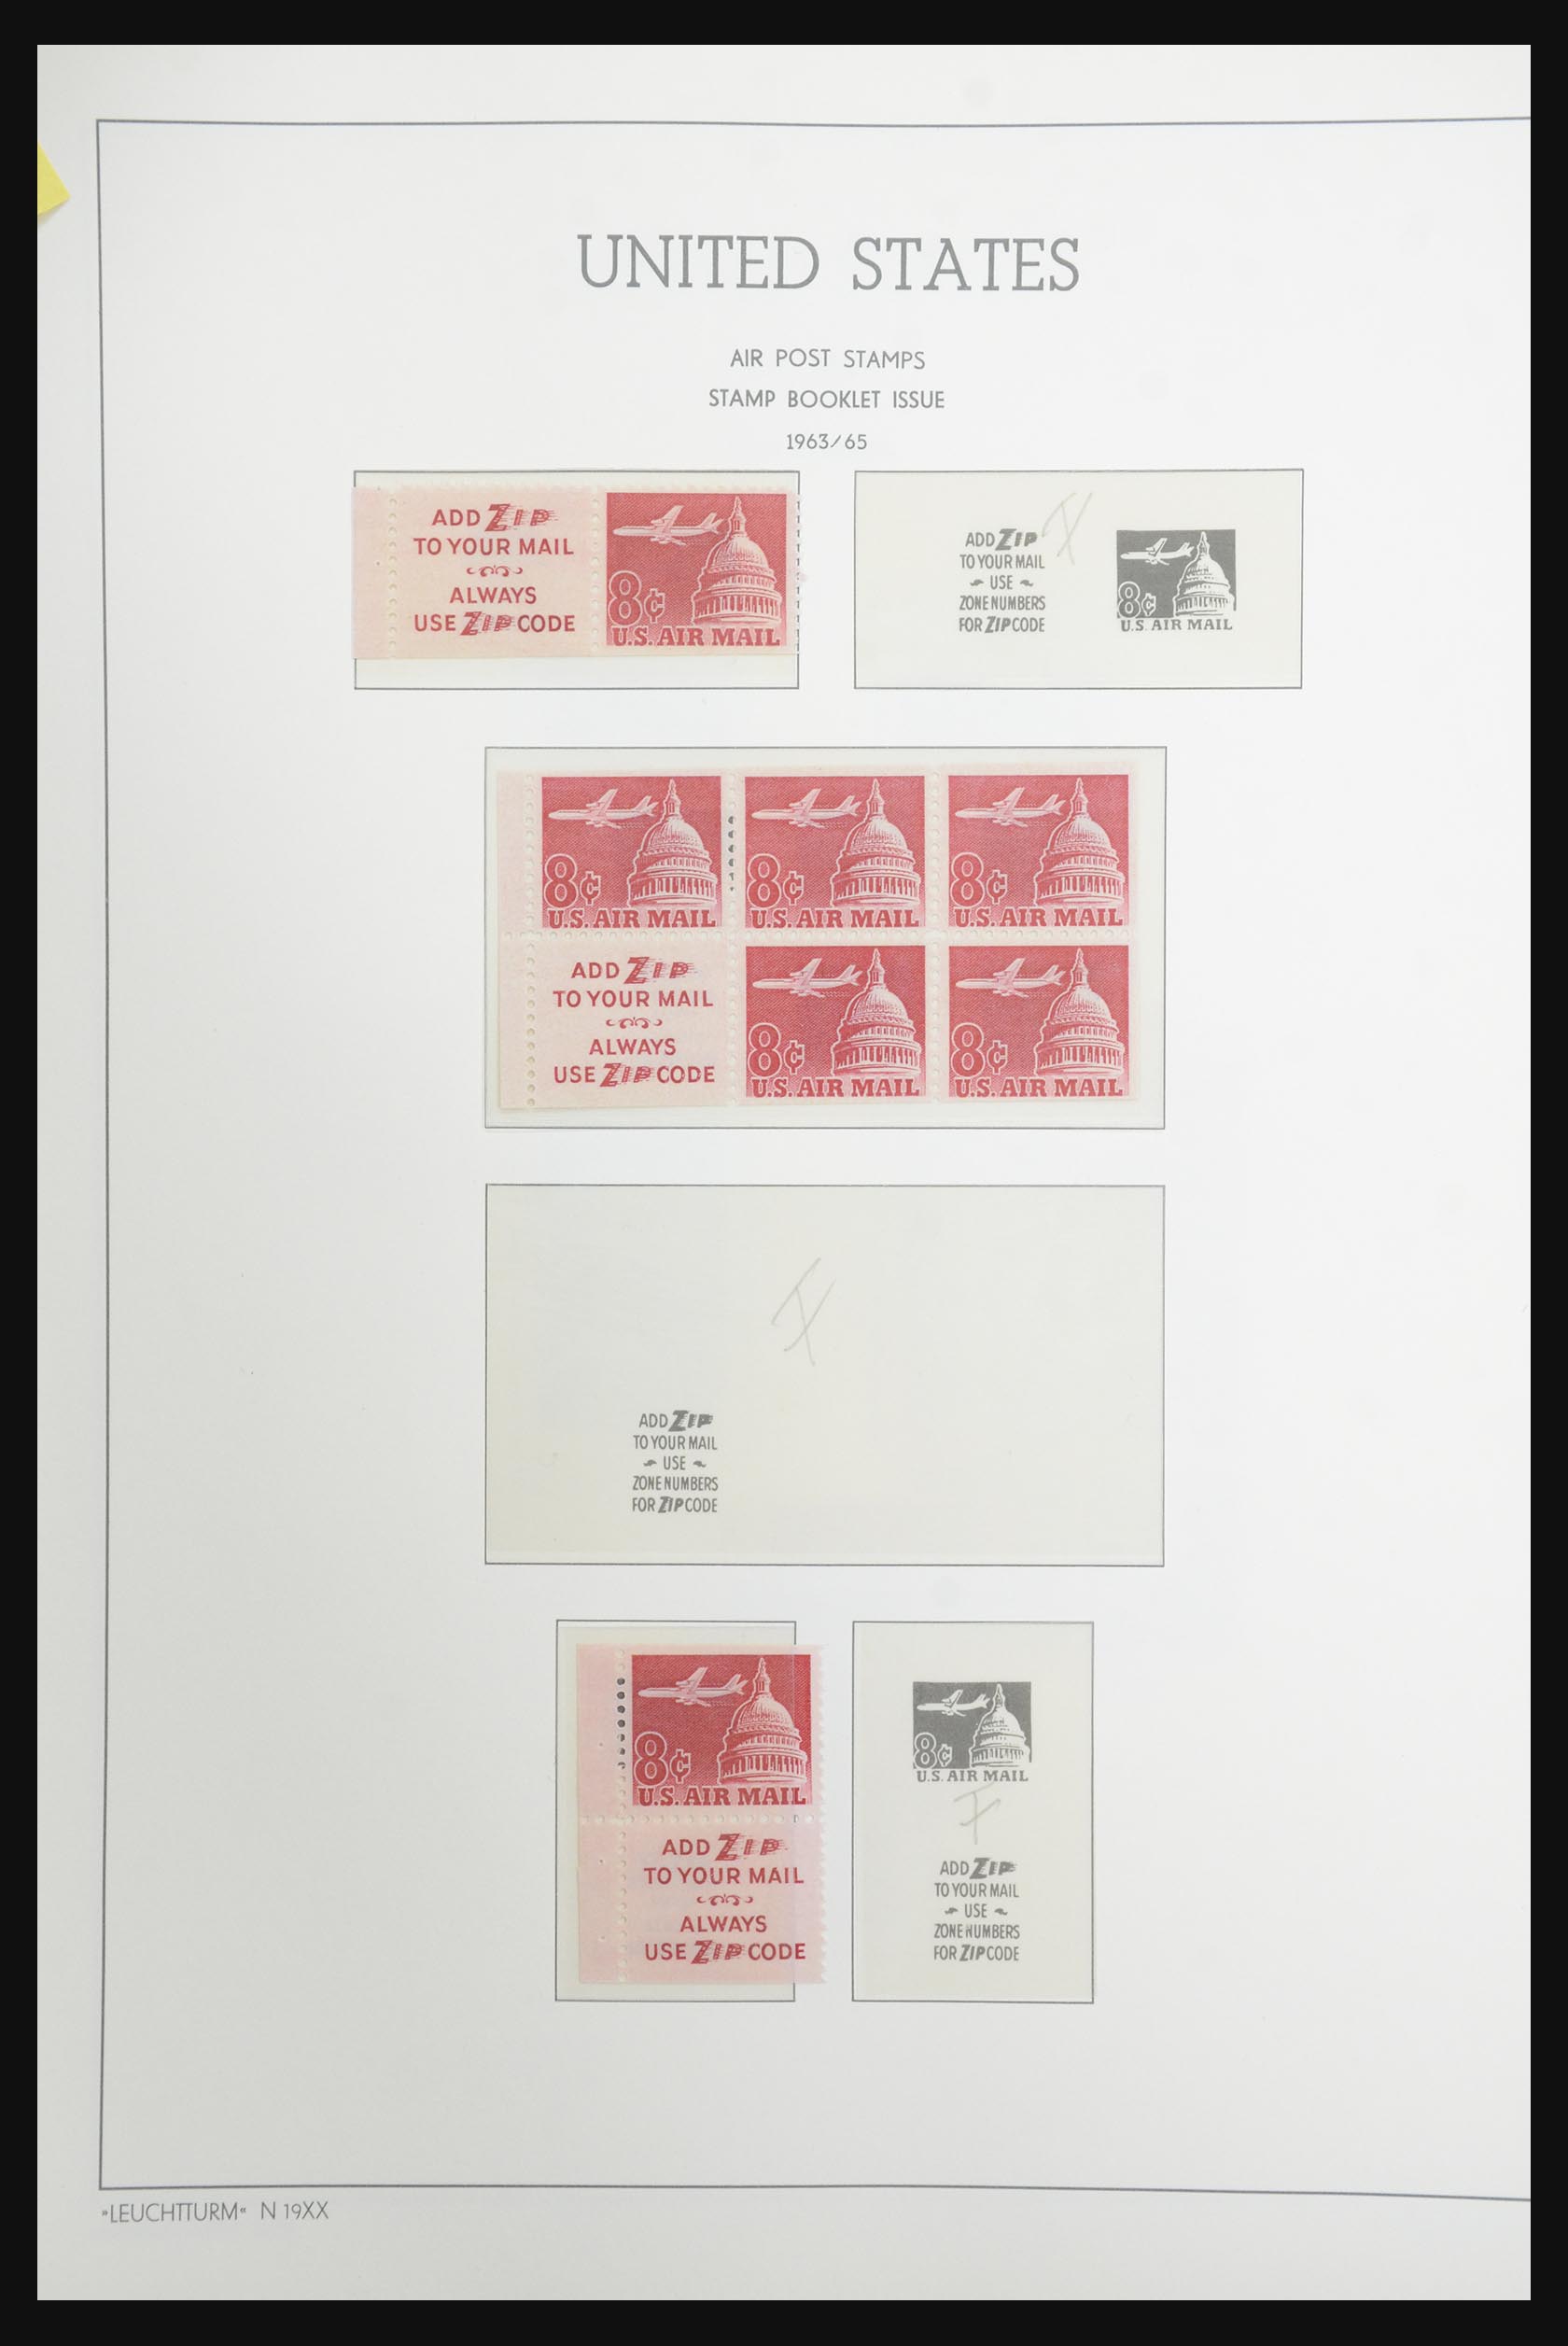 UNITED STATES
AIR POST STAMPS
STAMP BOOKLET ISSUE
1963/65
ADD ZIP
TO YOUR MAIL
ALWAYS
USE ZIP CODE
8¢
U.S. AIR MAIL
ADD ZIP
TO YOUR MAIL
USE
ZONE NUMBERS
FOR ZIP CODE
8¢
U.S. AIR MAIL
8¢
U.S. AIR MAIL
8¢
U.S. AIR MAIL
8¢
U.S. AIR MAIL
ADD ZIP
TO YOUR MAIL
ALWAYS
USE ZIP CODE
8¢
U.S. AIR MAIL
8¢
U.S. AIR MAIL
ADD ZIP
TO YOUR MAIL
USE
ZONE NUMBERS
FOR ZIP CODE
8¢
U.S. AIR MAIL
ADD ZIP
TO YOUR MAIL
ALWAYS
USE ZIP CODE
8¢
U.S. AIR MAIL
ADD ZIP
TO YOUR MAIL
USE
ZONE NUMBERS
FOR ZIP CODE
»LEUCHTTURM« N 19XX